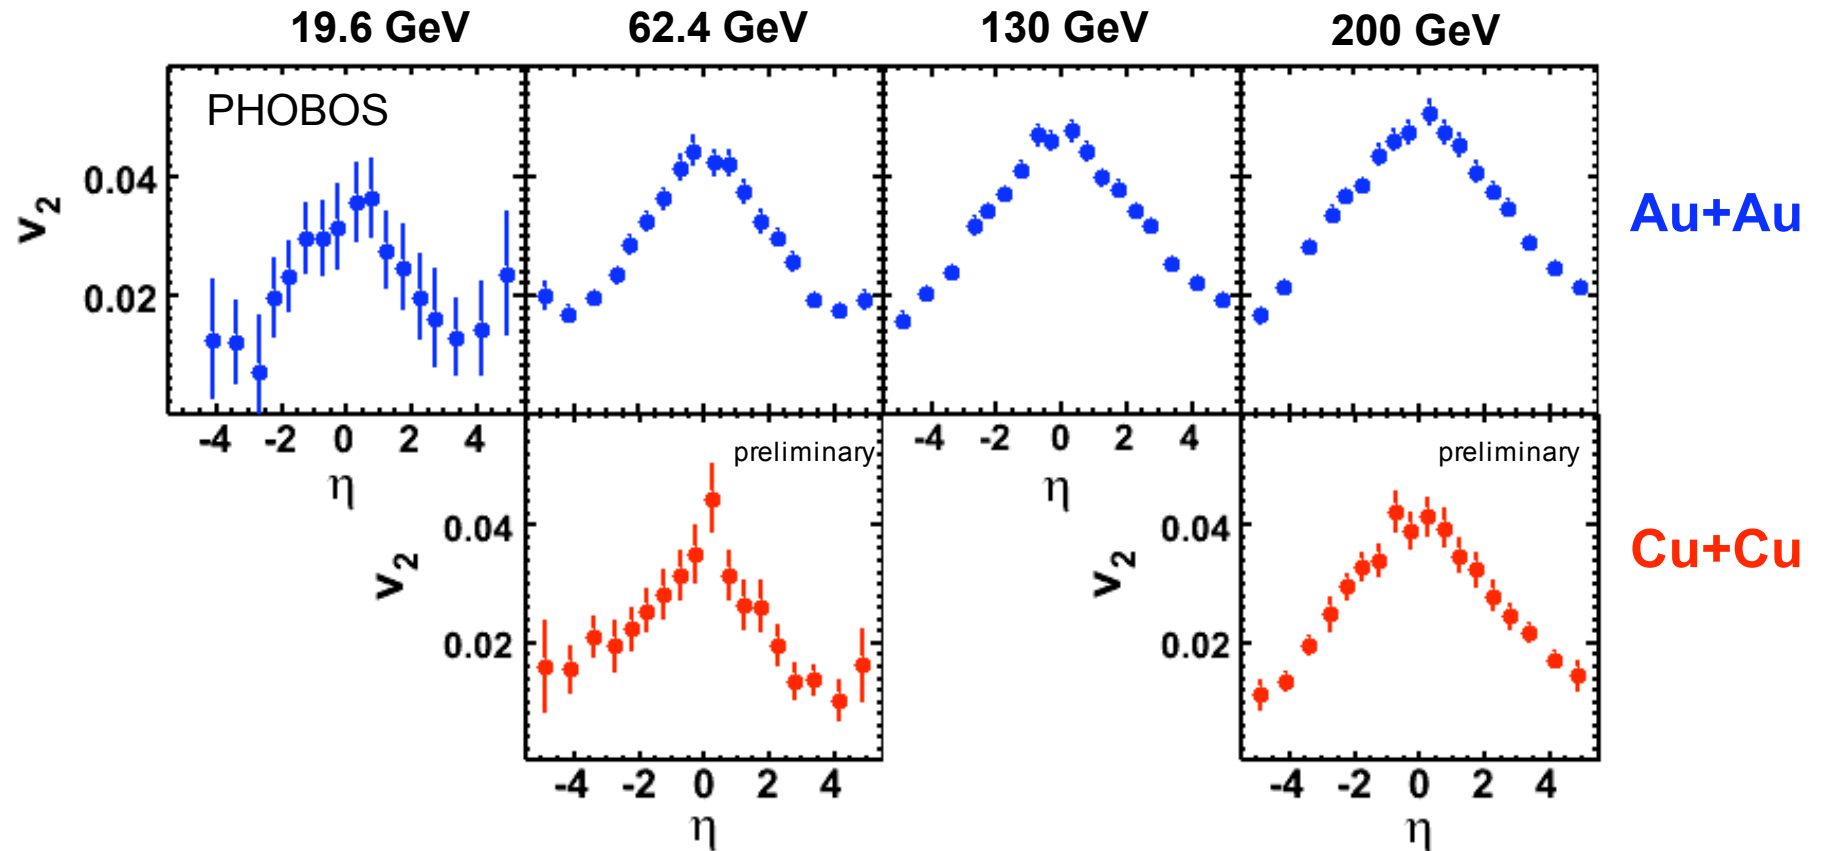 19.6 GeV 62.4 GeV 130 GeV 200 GeV
PHOBOS
v2
0.04
0.02
Au+Au
-4 -2 0 2 4
η
-4 -2 0 2 4
η
preliminary
v2
0.04
0.02
-4 -2 0 2 4
η
preliminary
v2
0.04
0.02
-4 -2 0 2 4
η
Cu+Cu